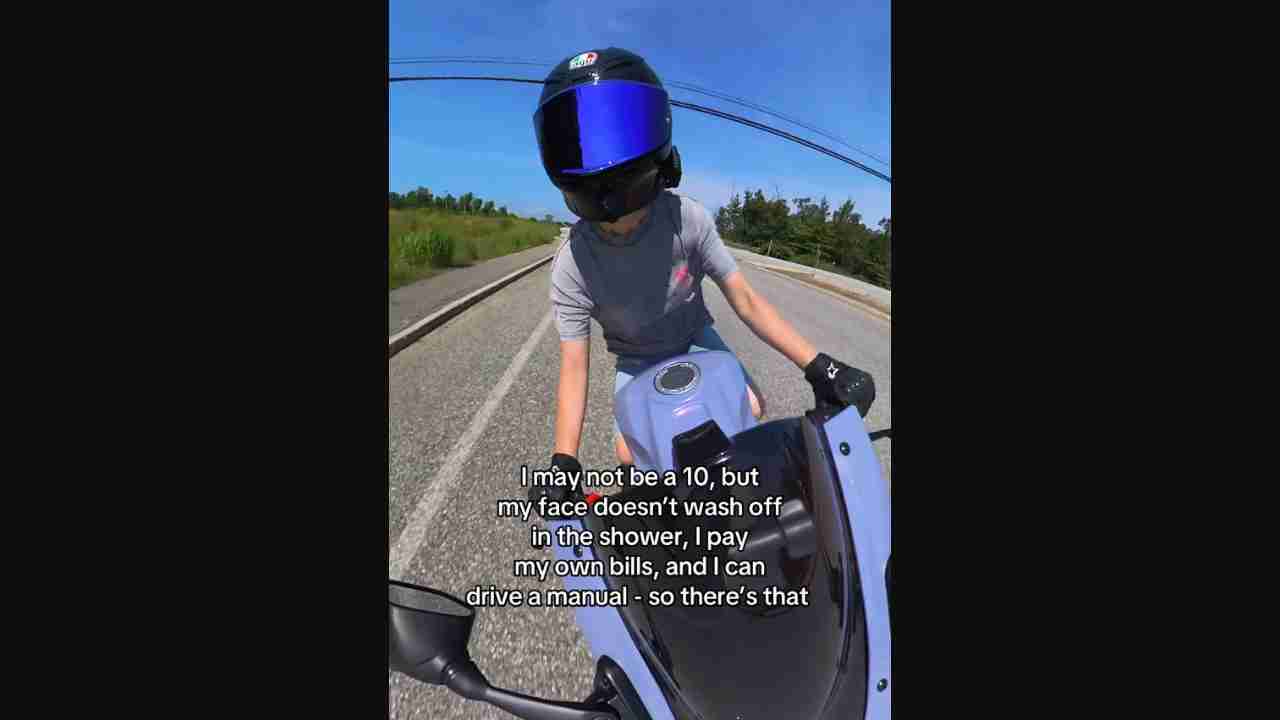 I may not be a 10, but
my face doesn’t wash off
in the shower, I pay
my own bills, and I can
drive a manual - so there’s that